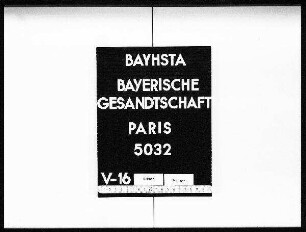 BAYHSTA
BAYERISCHE
GESANDTSCHAFT
PARIS
5032
V-16